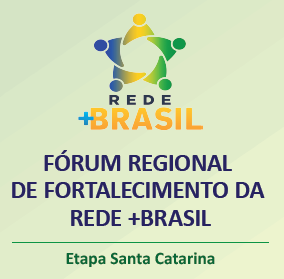 REDE
+BRASIL
FÓRUM REGIONAL
DE FORTALECIMENTO DA
REDE +BRASIL
Etapa Santa Catarina